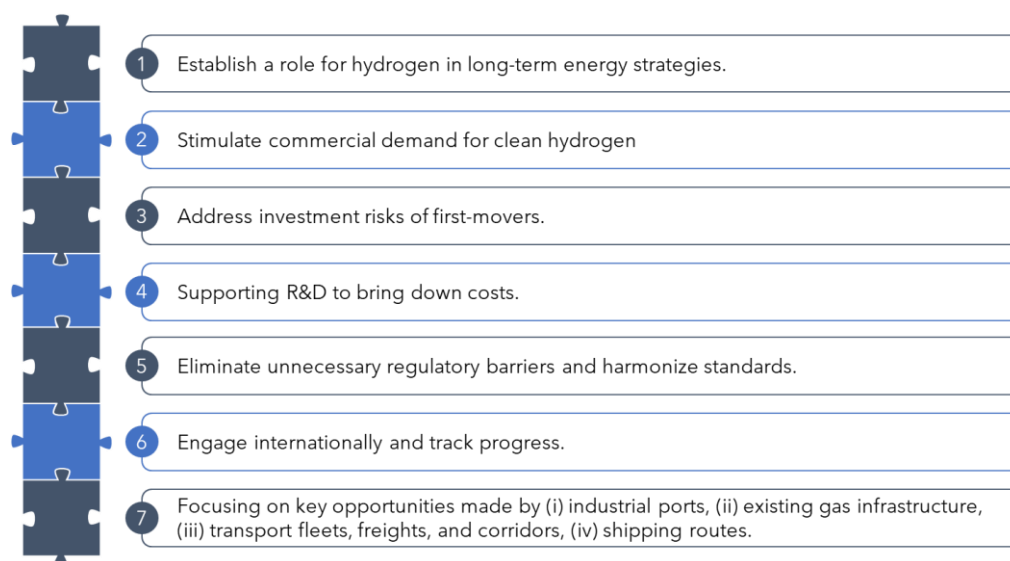 1 Establish a role for hydrogen in long-term energy strategies.
2 Stimulate commercial demand for clean hydrogen
3 Address investment risks of first-movers.
4 Supporting R&D to bring down costs.
5 Eliminate unnecessary regulatory barriers and harmonize standards.
6 Engage internationally and track progress.
7 Focusing on key opportunities made by (i) industrial ports, (ii) existing gas infrastructure,
(iii) transport fleets, freights, and corridors, (iv) shipping routes.